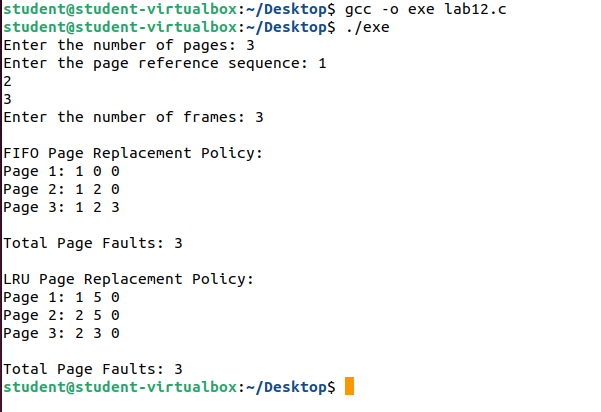 student@student-virtualbox:~/Desktop$ gcc -o exe lab12.c
student@student-virtualbox:~/Desktop$ ./exe
Enter the number of pages: 3
Enter the page reference sequence: 1
2
3
Enter the number of frames: 3
FIFO Page Replacement Policy:
Page 1: 1 0 0
Page 2: 1 2 0
Page 3: 1 2 3
Total Page Faults: 3
LRU Page Replacement Policy:
Page 1: 1 5 0
Page 2: 2 5 0
Page 3: 2 3 0
Total Page Faults: 3
student@student-virtualbox:~/Desktop$